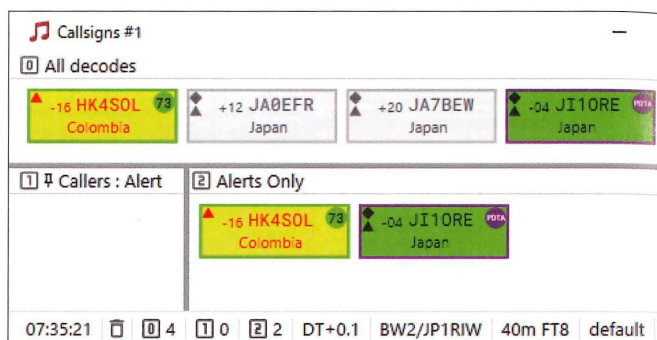 Callsigns #1
0 All decodes
-16 HK4SOL 73
Colombia
+12 JA0EFR
Japan
+20 JA7BEW
Japan
-04 JI1ORE POTA
Japan
1 Callers : Alert
2 Alerts Only
-16 HK4SOL 73
Colombia
-04 JI1ORE POTA
Japan
07:35:21 0 4 1 0 2 2 DT+0.1 BW2/JP1RIW 40m FT8 default